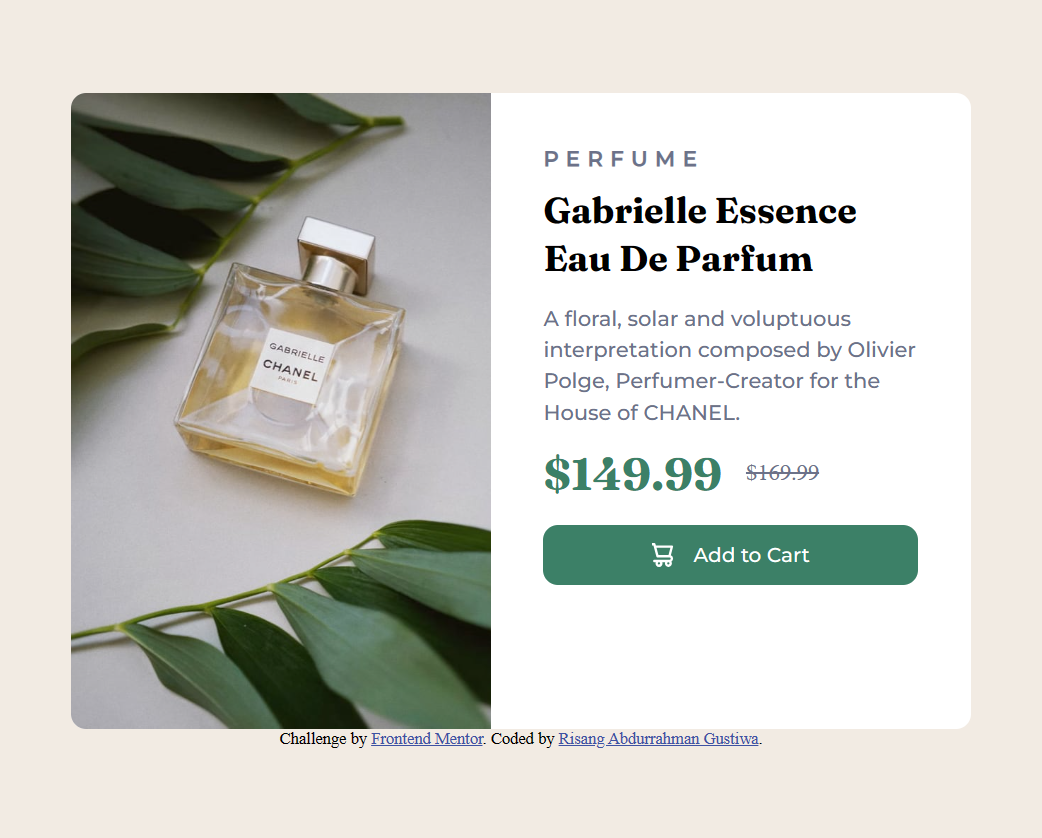 GABRIELLE
CHANEL
PARIS
PERFUME
Gabrielle Essence
Eau De Parfum
A floral, solar and voluptuous
interpretation composed by Olivier
Polge, Perfumer-Creator for the
House of CHANEL.
$149.99 $169.99
Add to Cart
Challenge by Frontend Mentor. Coded by Risang Abdurrahman Gustiwa.